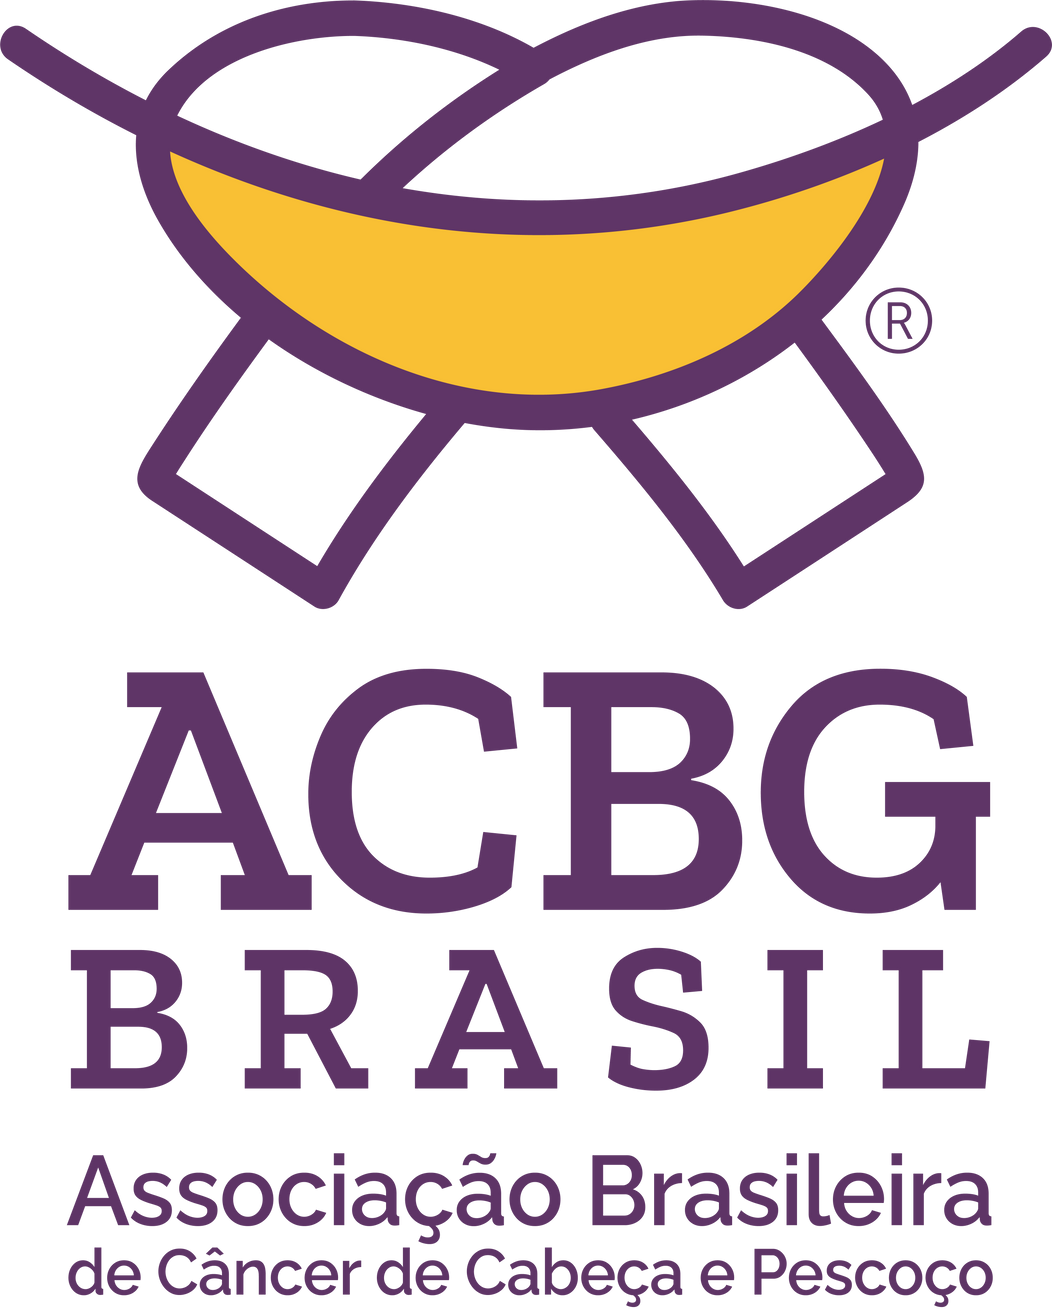 ®
ACBG
BRASIL
Associação Brasileira
de Câncer de Cabeça e Pescoço